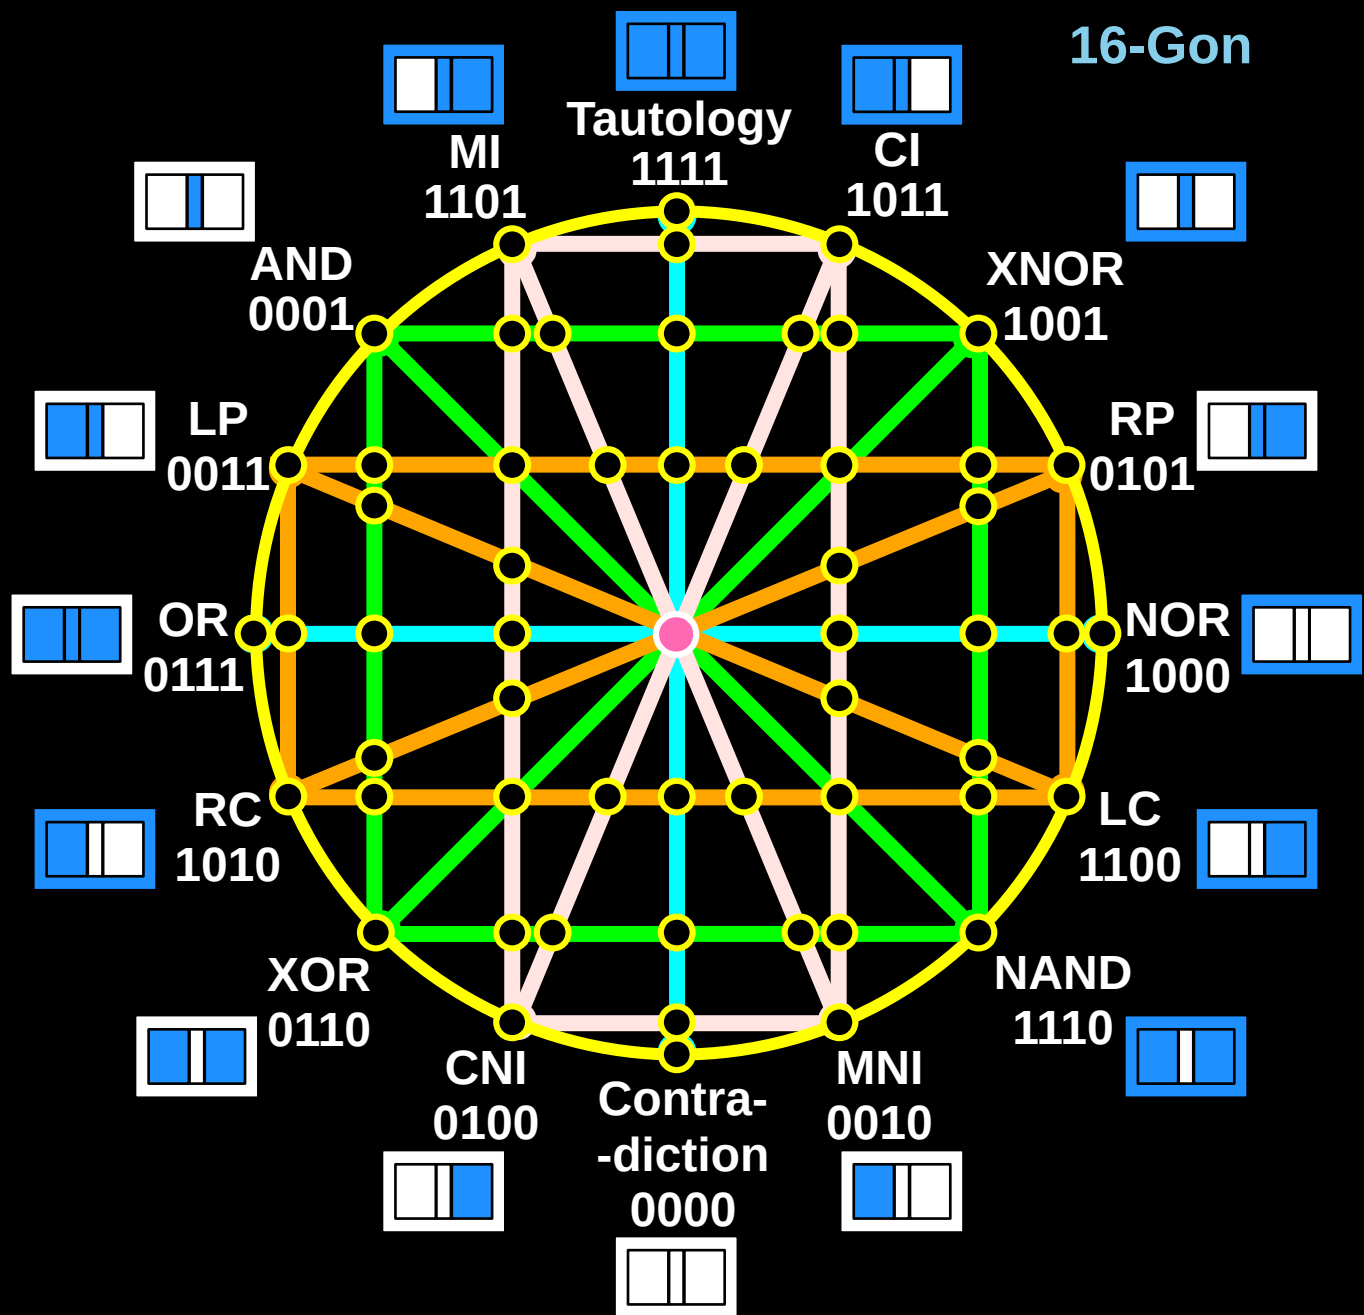 16-Gon
Tautology
1111
MI
1101
CI
1011
AND
0001
XNOR
1001
LP
0011
RP
0101
OR
0111
NOR
1000
RC
1010
LC
1100
XOR
0110
NAND
1110
CNI
0100
Contra-
-diction
0000
MNI
0010